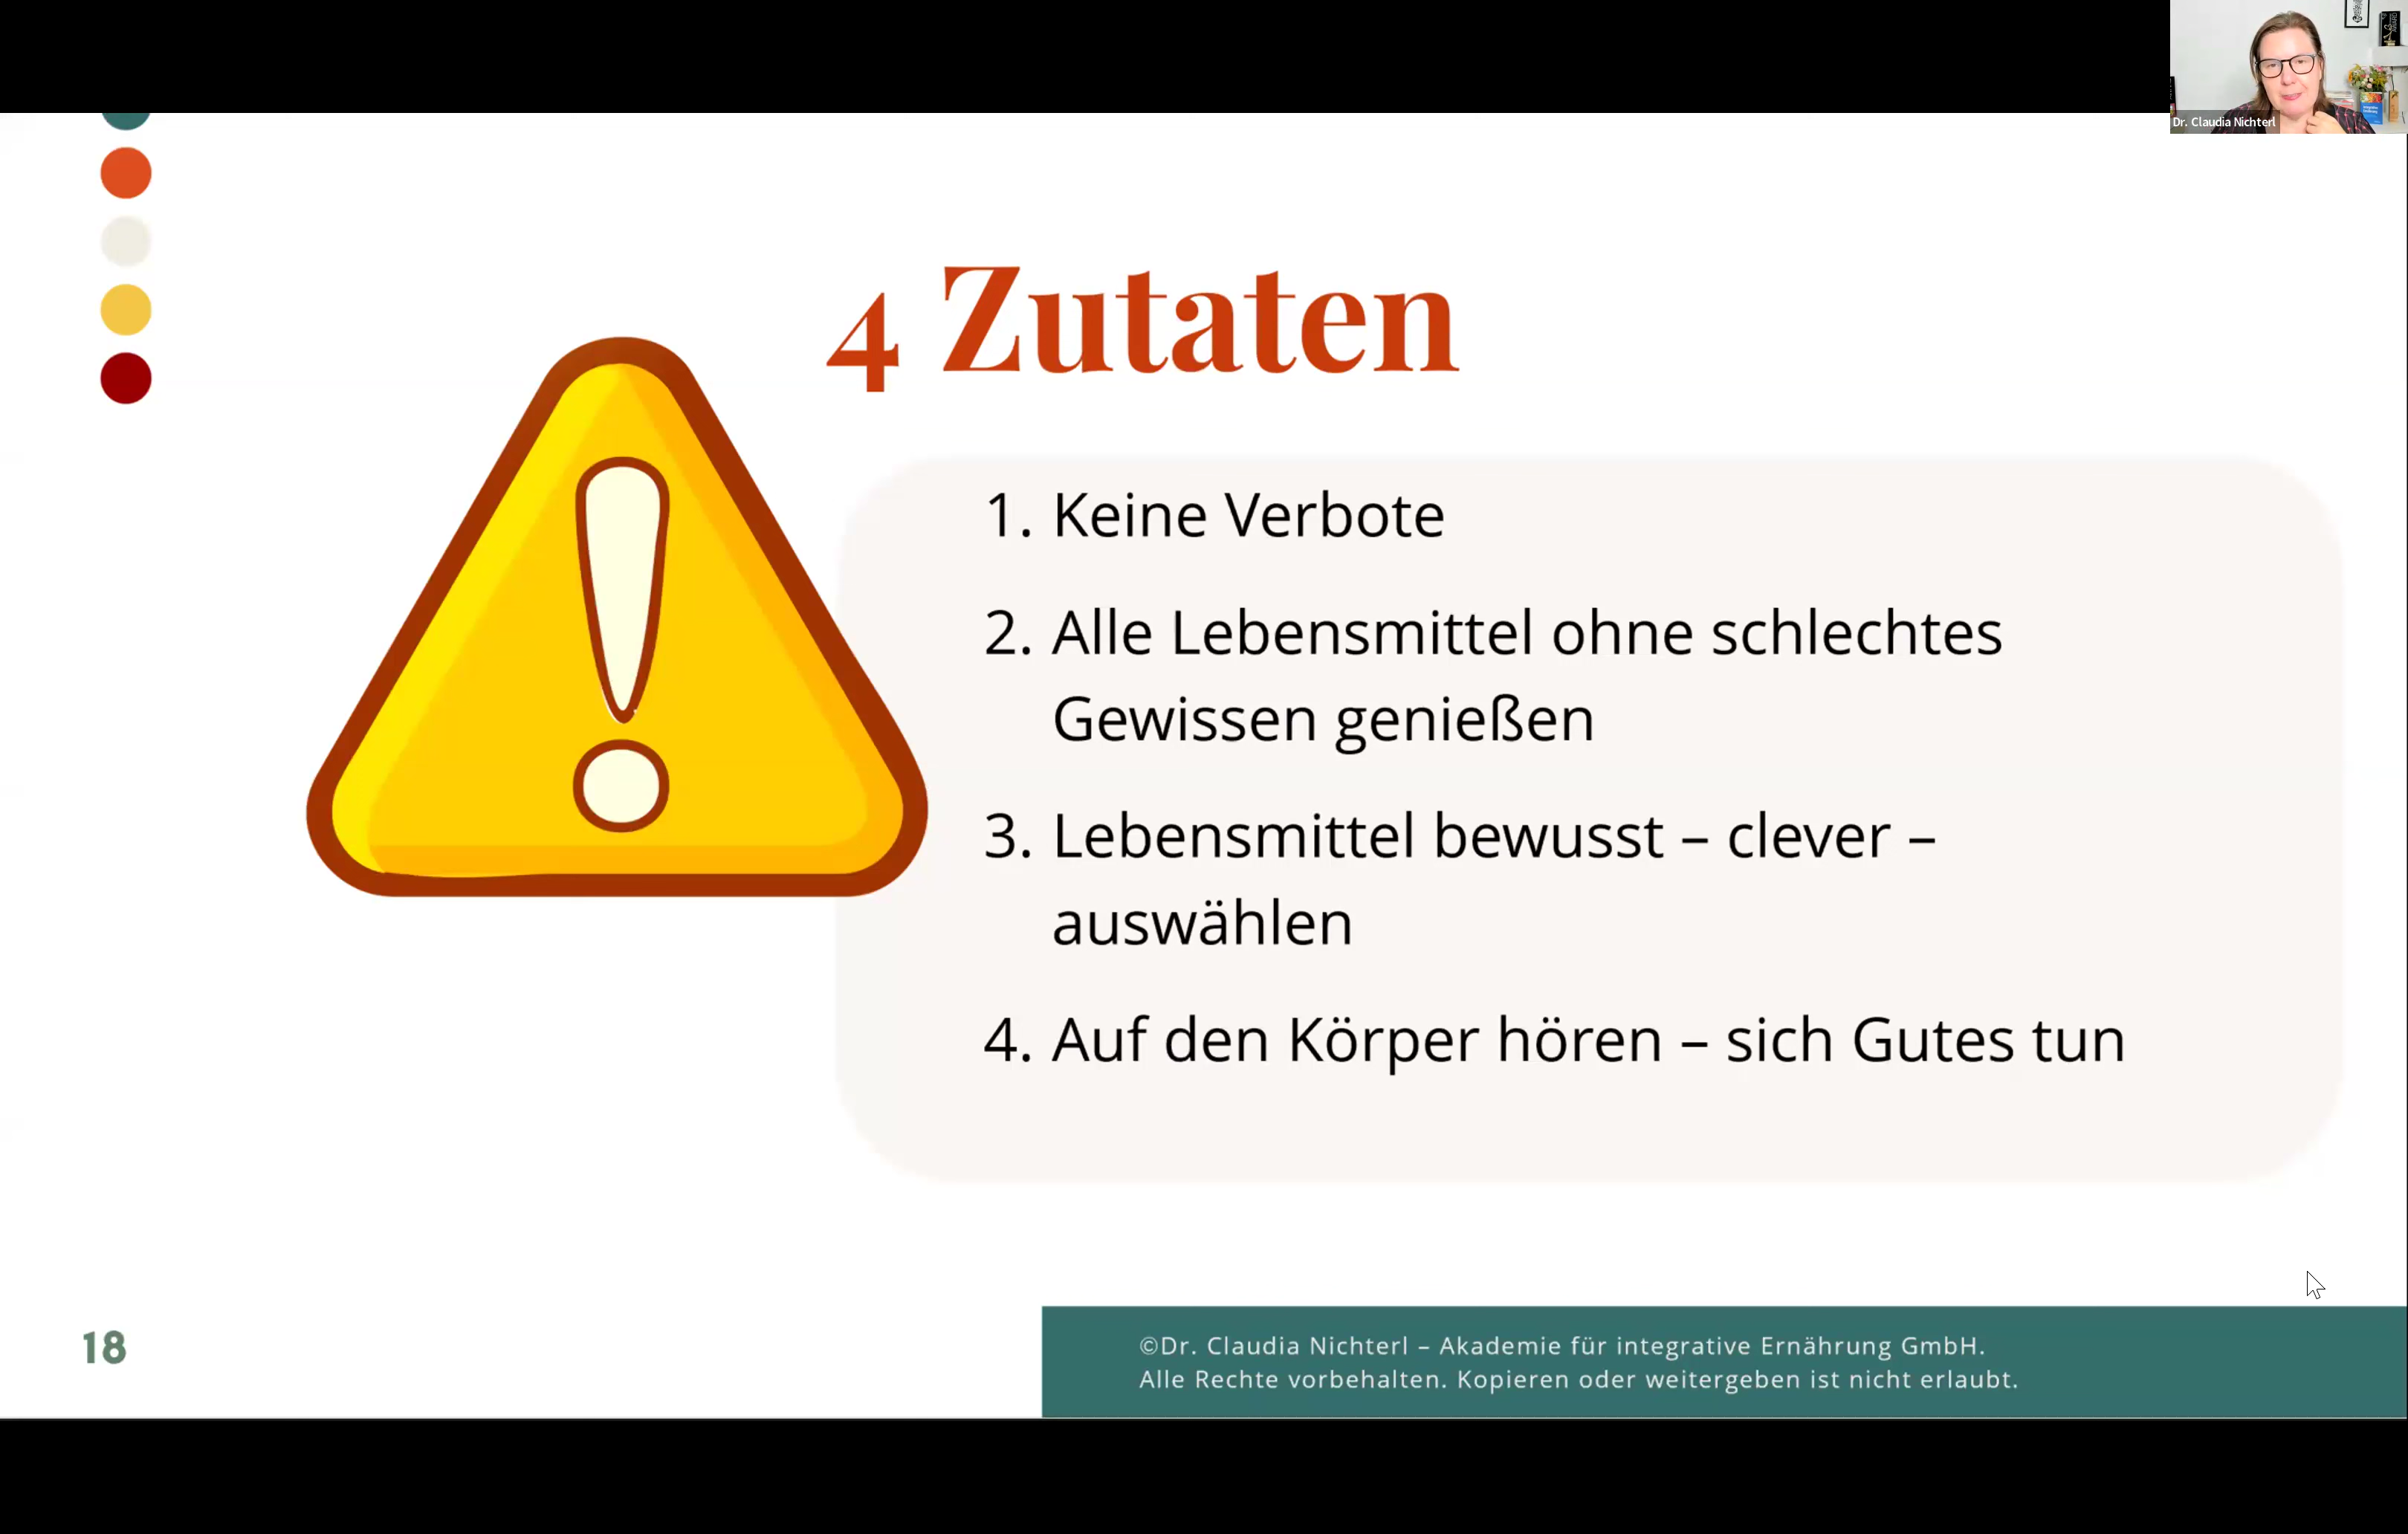 Dr. Claudia Nichterl
4 Zutaten
1. Keine Verbote
2. Alle Lebensmittel ohne schlechtes
Gewissen genießen
3. Lebensmittel bewusst – clever –
auswählen
4. Auf den Körper hören – sich Gutes tun
18
©Dr. Claudia Nichterl – Akademie für integrative Ernährung GmbH.
Alle Rechte vorbehalten. Kopieren oder weitergeben ist nicht erlaubt.